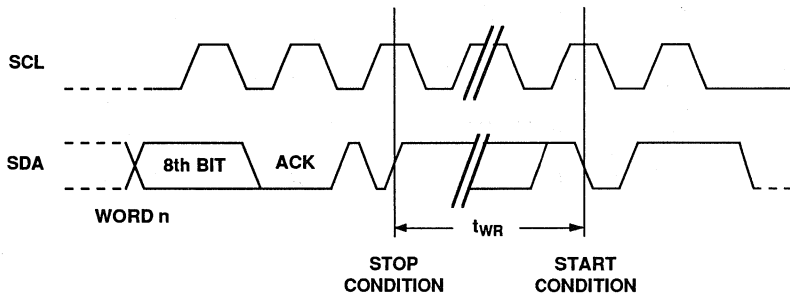 SCL
SDA
8th BIT
ACK
WORD n
tWR
STOP
CONDITION
START
CONDITION